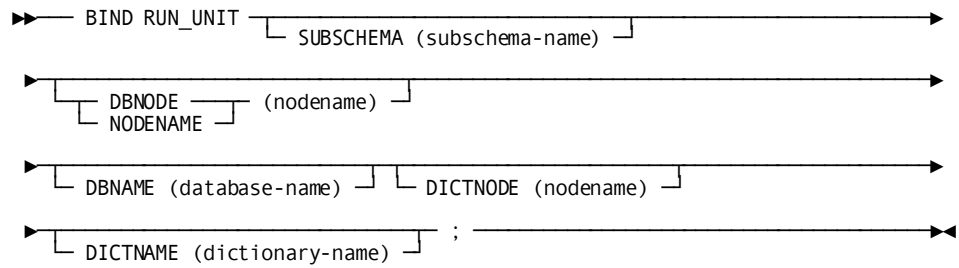 BIND RUN_UNIT
SUBSCHEMA (subschema-name)
DBNODE (nodename)
NODENAME
DBNAME (database-name) DICTNODE (nodename)
;
DICTNAME (dictionary-name)